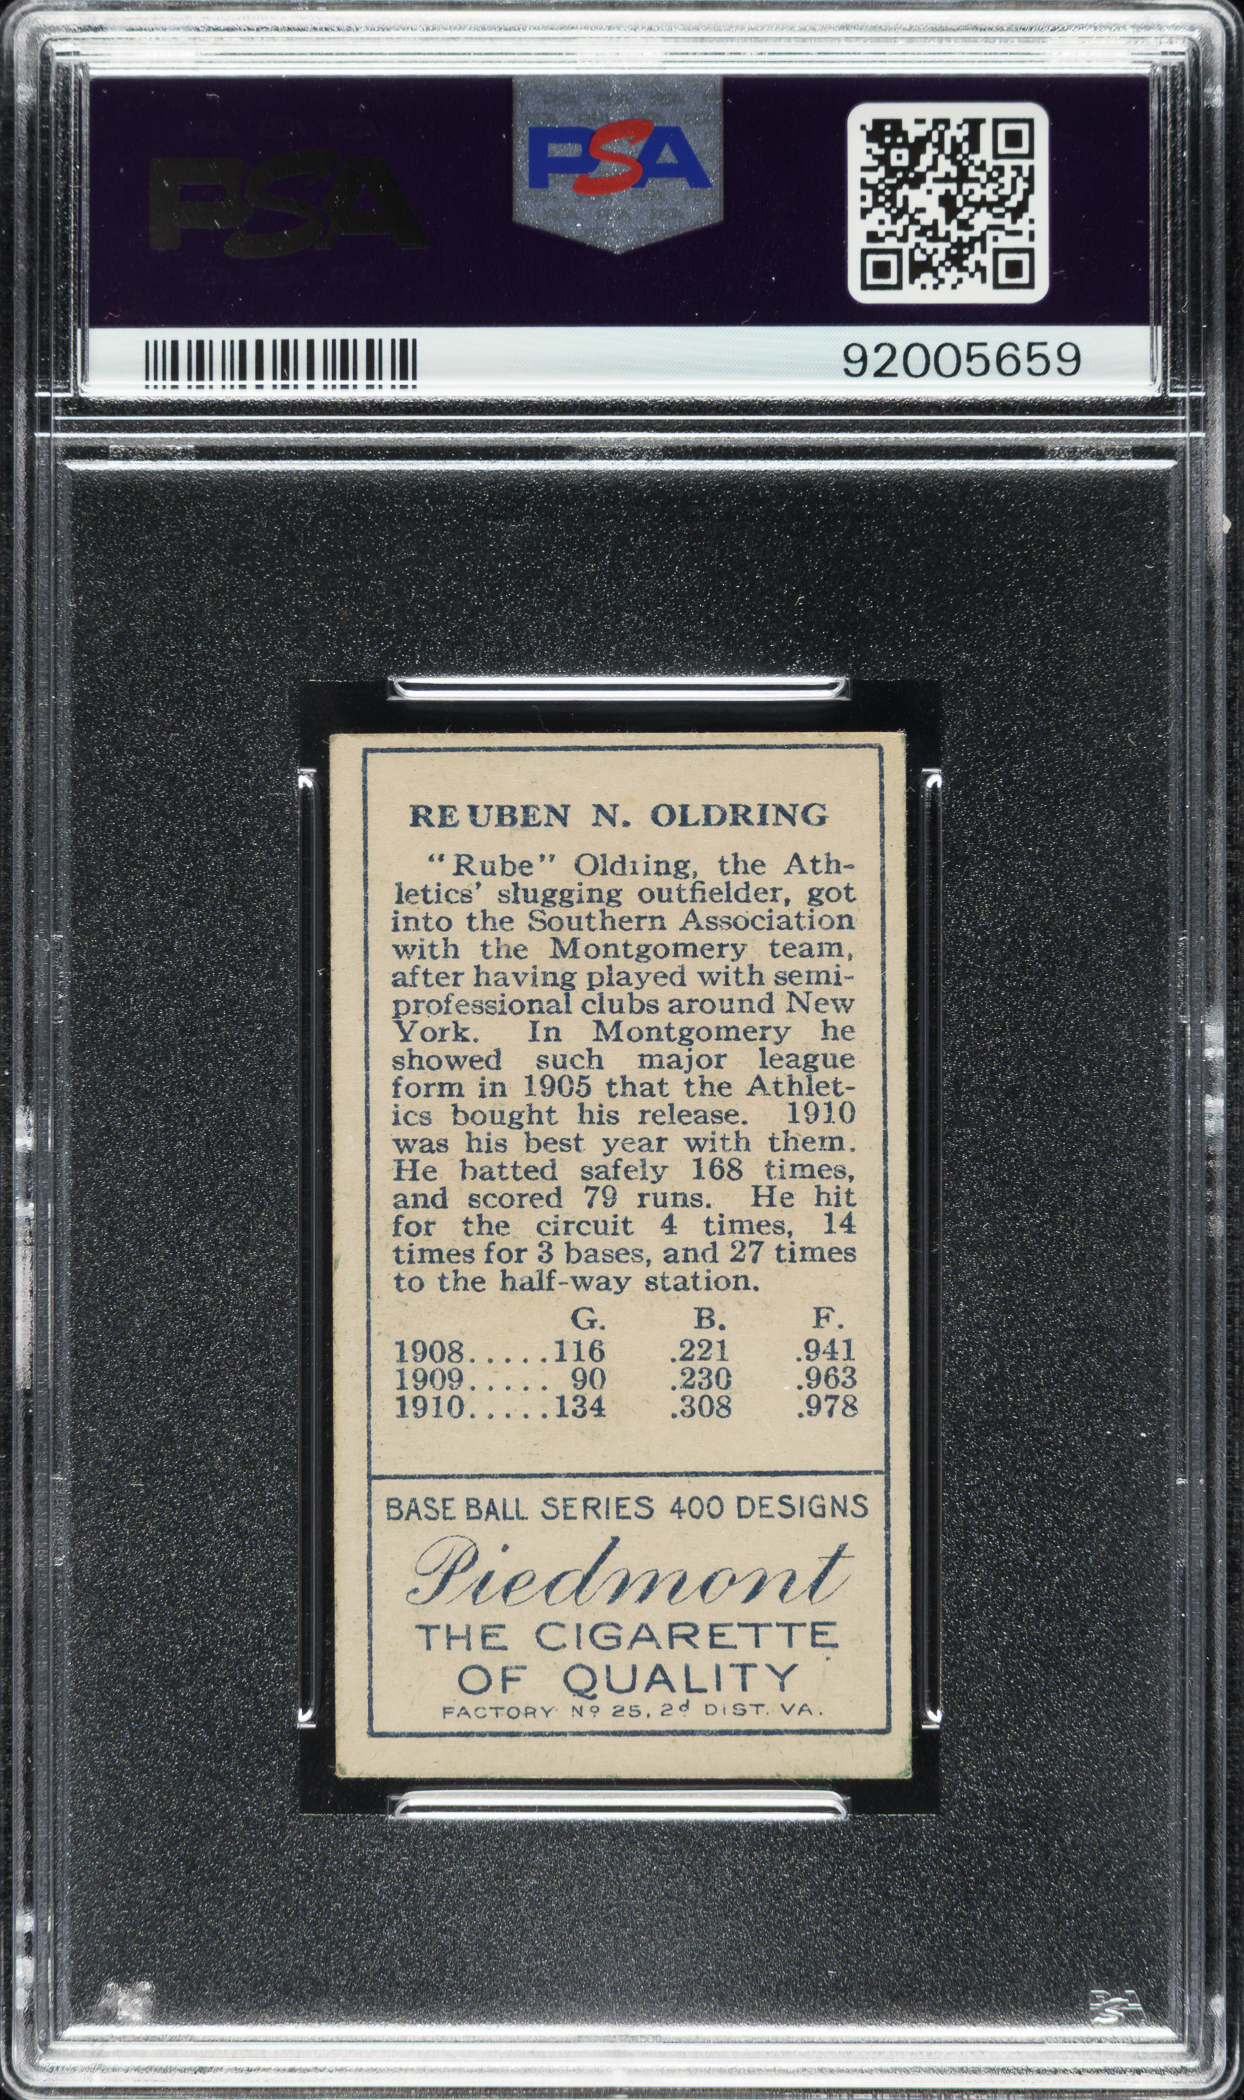 PSA
PSA
92005659
REUBEN N. OLDRING
"Rube" Oldring, the Ath-
letics' slugging outfielder, got
into the Southern Association
with the Montgomery team,
after having played with semi-
professional clubs around New
York. In Montgomery he
showed such major league
form in 1905 that the Athlet-
ics bought his release. 1910
was his best year with them.
He batted safely 168 times,
and scored 79 runs. He hit
for the circuit 4 times, 14
times for 3 bases, and 27 times
to the half-way station.
G. B. F.
1908.....116 .221 .941
1909..... 90 .230 .963
1910.....134 .308 .978
BASE BALL SERIES 400 DESIGNS
Piedmont
THE CIGARETTE
OF QUALITY
FACTORY Nº 25, 2d DIST. VA.
PSA